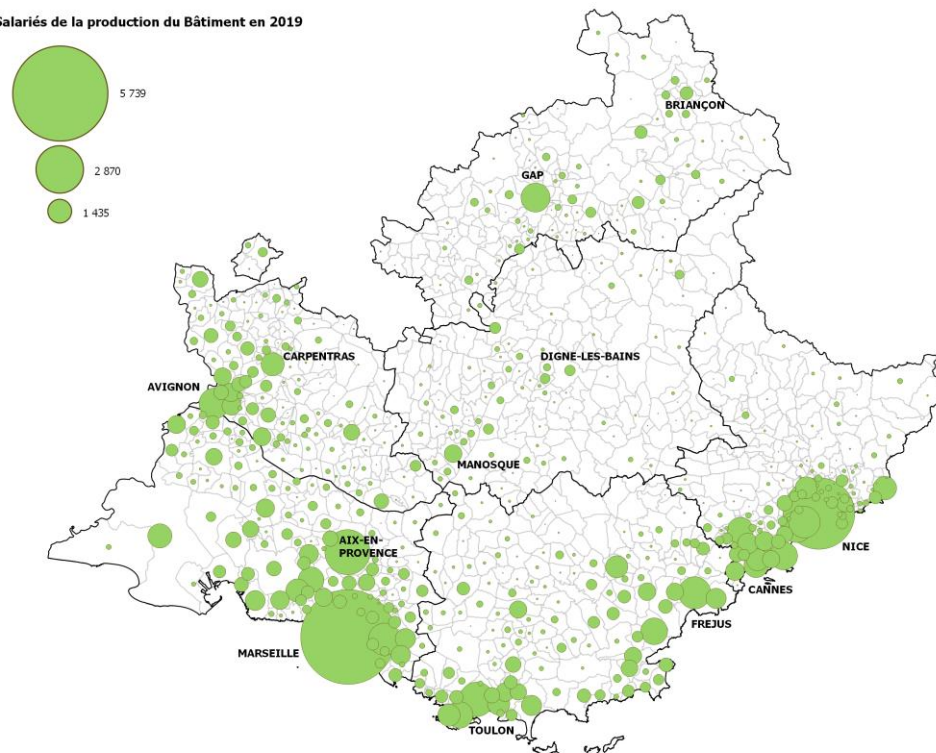 Salariés de la production du Bâtiment en 2019
5 739
2 870
1 435
BRIANÇON
GAP
CARPENTRAS
DIGNE-LES-BAINS
AVIGNON
MANOSQUE
AIX-EN-
PROVENCE
NICE
CANNES
FREJUS
MARSEILLE
TOULON